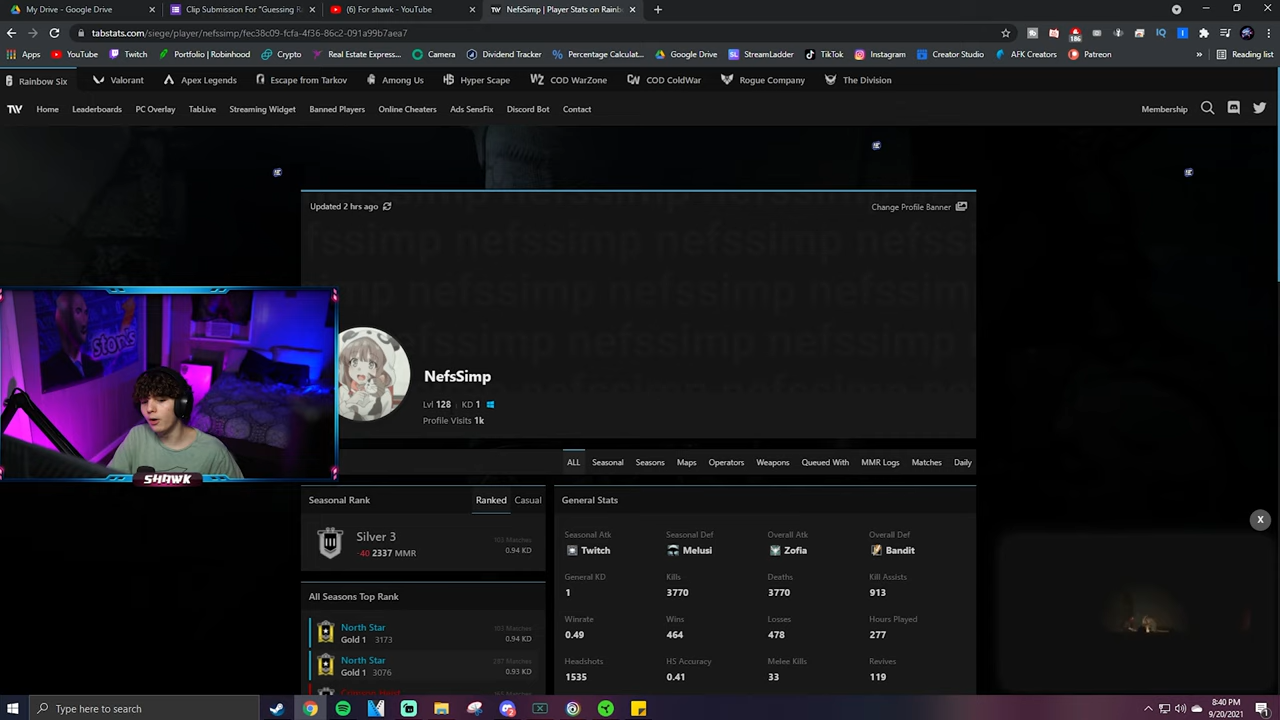 My Drive - Google Drive
Clip Submission For "Guessing R
(6) For shawk - YouTube
NefsSimp | Player Stats on Rainb
tabstats.com/siege/player/nefssimp/fec38c09-fcfa-4f36-86c2-091a99b7aea7
186
Apps
YouTube
Twitch
Portfolio | Robinhood
Crypto
Real Estate Process...
Camera
Dividend Tracker
Percentage Calculat...
Google Drive
StreamLadder
TikTok
Instagram
Creator Studio
AFK Creators
Patreon
Reading list
Rainbow Six
Valorant
Apex Legends
Escape from Tarkov
Among Us
Hyper Scape
COD WarZone
COD ColdWar
Rogue Company
The Division
Home
Leaderboards
PC Overlay
TabLive
Streaming Widget
Banned Players
Online Cheaters
Ads SensFix
Discord Bot
Contact
Membership
Updated 2 hrs ago
Change Profile Banner
stonks
SHAWK
NefsSimp
Lvl 128
KD 1
Profile Visits 1k
ALL
Seasonal
Seasons
Maps
Operators
Weapons
Queued With
MMR Logs
Matches
Daily
Seasonal Rank
Ranked
Casual
Silver 3
-40 2337 MMR
0.94 KD
All Seasons Top Rank
North Star
Gold 1 3173
0.94 KD
North Star
Gold 1 3076
0.93 KD
General Stats
Seasonal Atk
Seasonal Def
Overall Atk
Overall Def
Twitch
Melusi
Zofia
Bandit
General KD
Kills
Deaths
Kill Assists
1
3770
3770
913
Winrate
Wins
Losses
Hours Played
0.49
464
478
277
Headshots
HS Accuracy
Melee Kills
Revives
1535
0.41
33
119
X
Type here to search
8:40 PM
9/20/2021